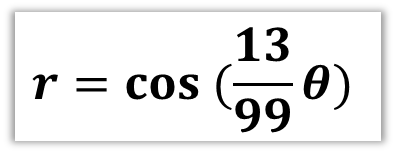 r = cos (13/99 θ)